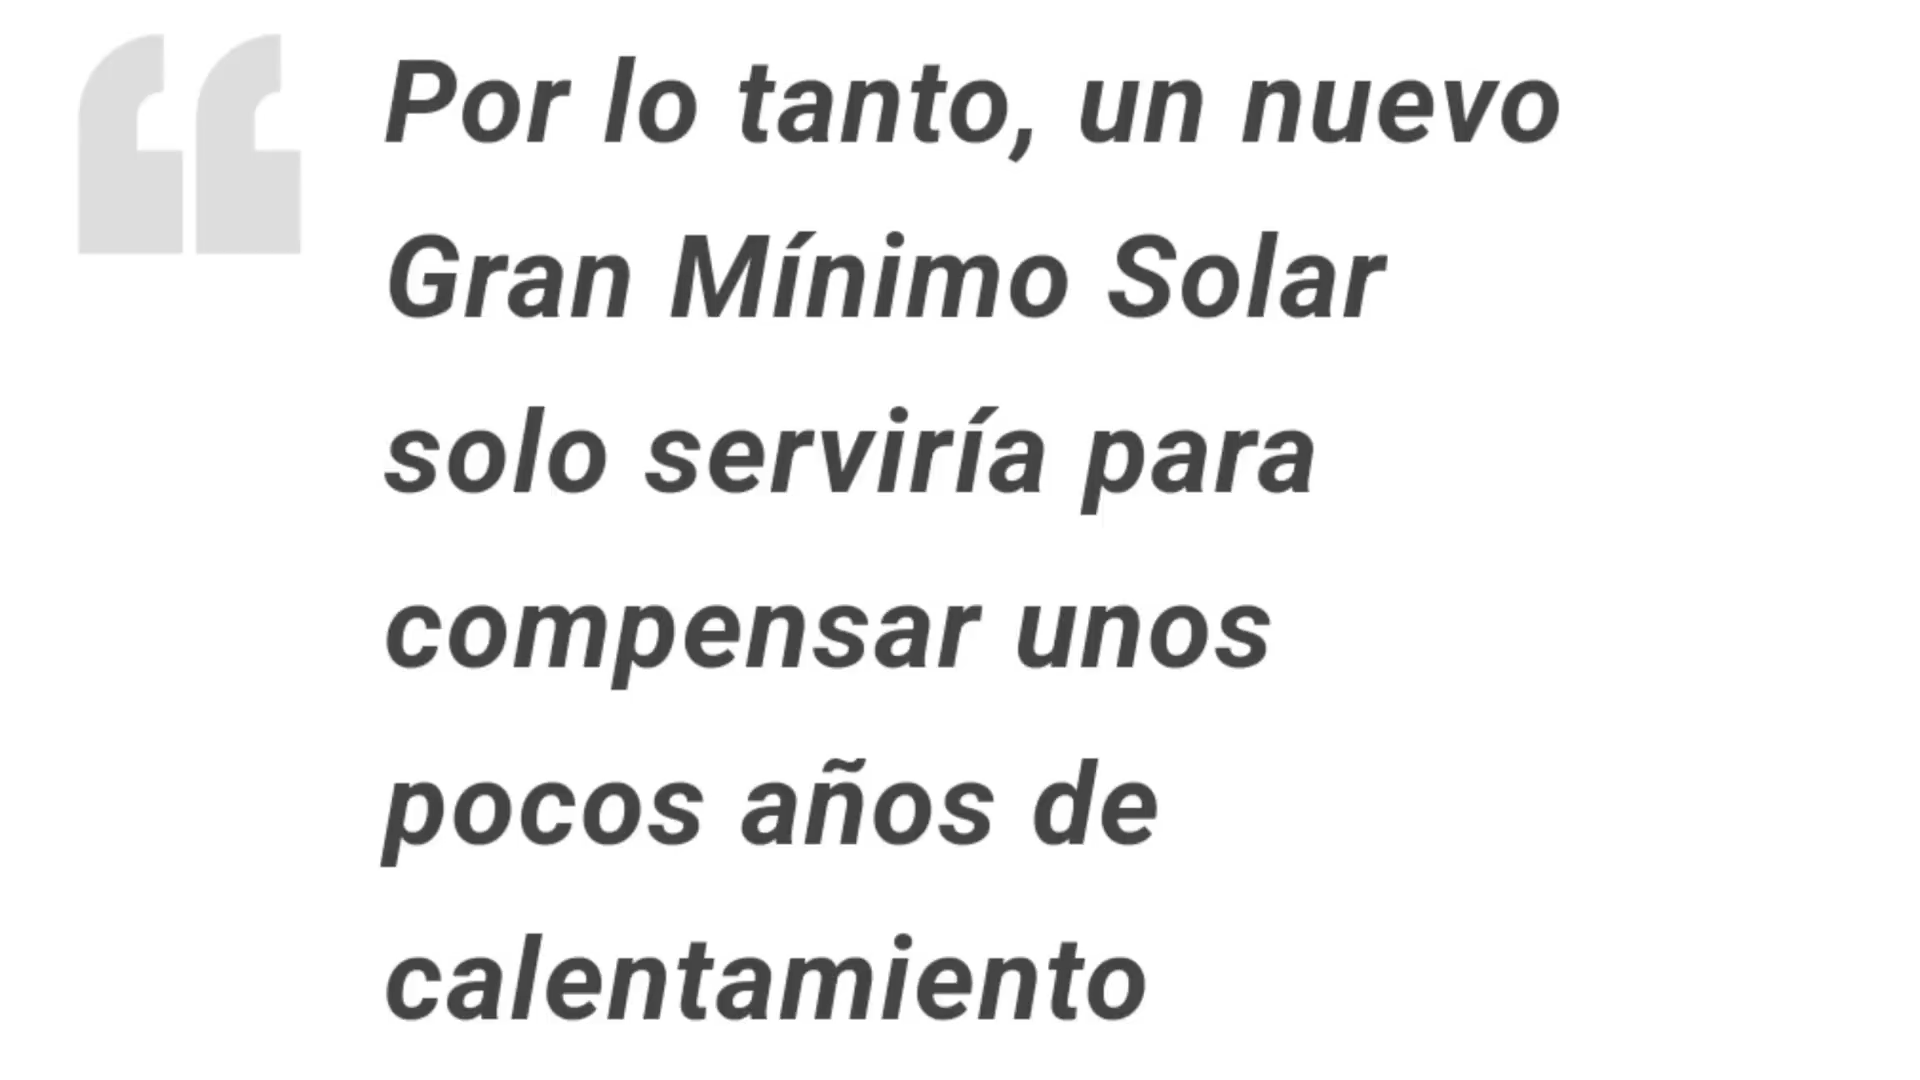 “
Por lo tanto, un nuevo
Gran Mínimo Solar
solo serviría para
compensar unos
pocos años de
calentamiento